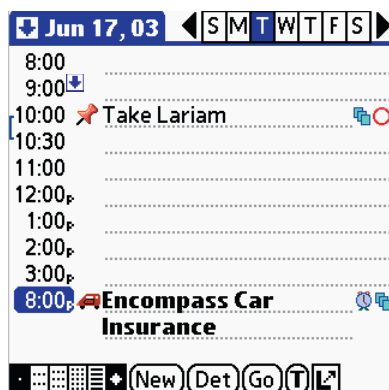 Jun 17, 03 S M T W T F S
8:00
9:00
10:00 Take Lariam
10:30
11:00
12:00P
1:00P
2:00P
3:00P
8:00P Encompass Car
Insurance
New Det Go T